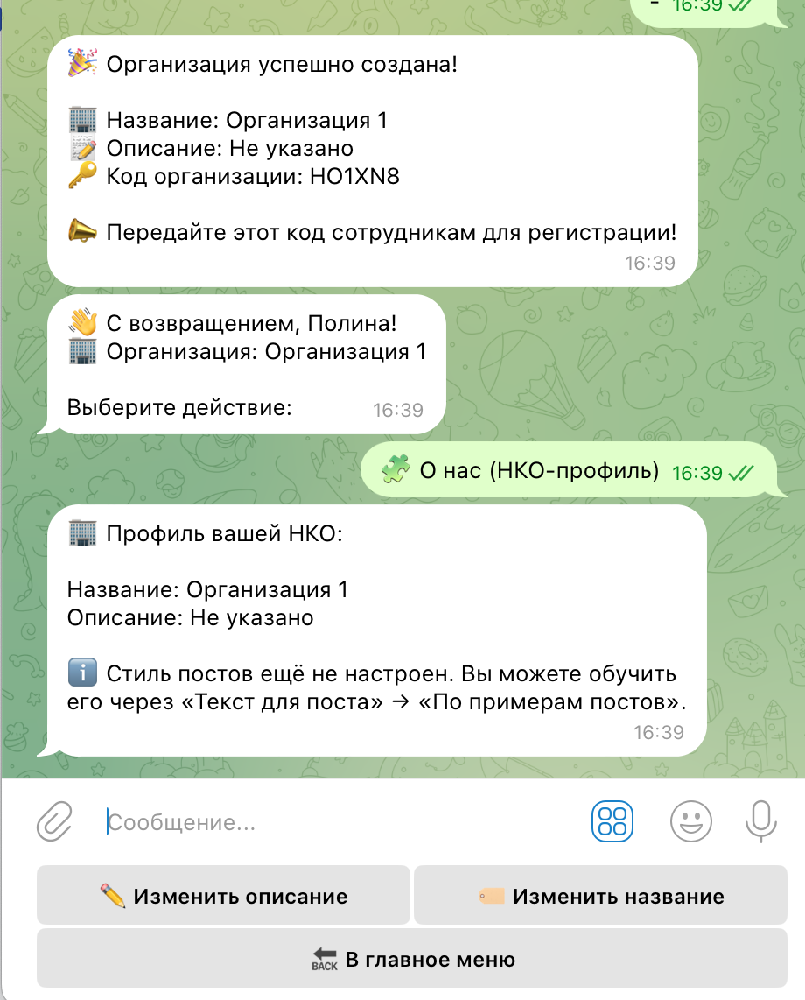 - 16:39
🎉 Организация успешно создана!
🏢 Название: Организация 1
📝 Описание: Не указано
🔑 Код организации: HO1XN8
📣 Передайте этот код сотрудникам для регистрации!
16:39
👋 С возвращением, Полина!
🏢 Организация: Организация 1
Выберите действие: 16:39
🧩 О нас (НКО-профиль) 16:39
🏢 Профиль вашей НКО:
Название: Организация 1
Описание: Не указано
ℹ️ Стиль постов ещё не настроен. Вы можете обучить
его через «Текст для поста» → «По примерам постов».
16:39
Сообщение...
✏️ Изменить описание
🏷️ Изменить название
🔙 В главное меню